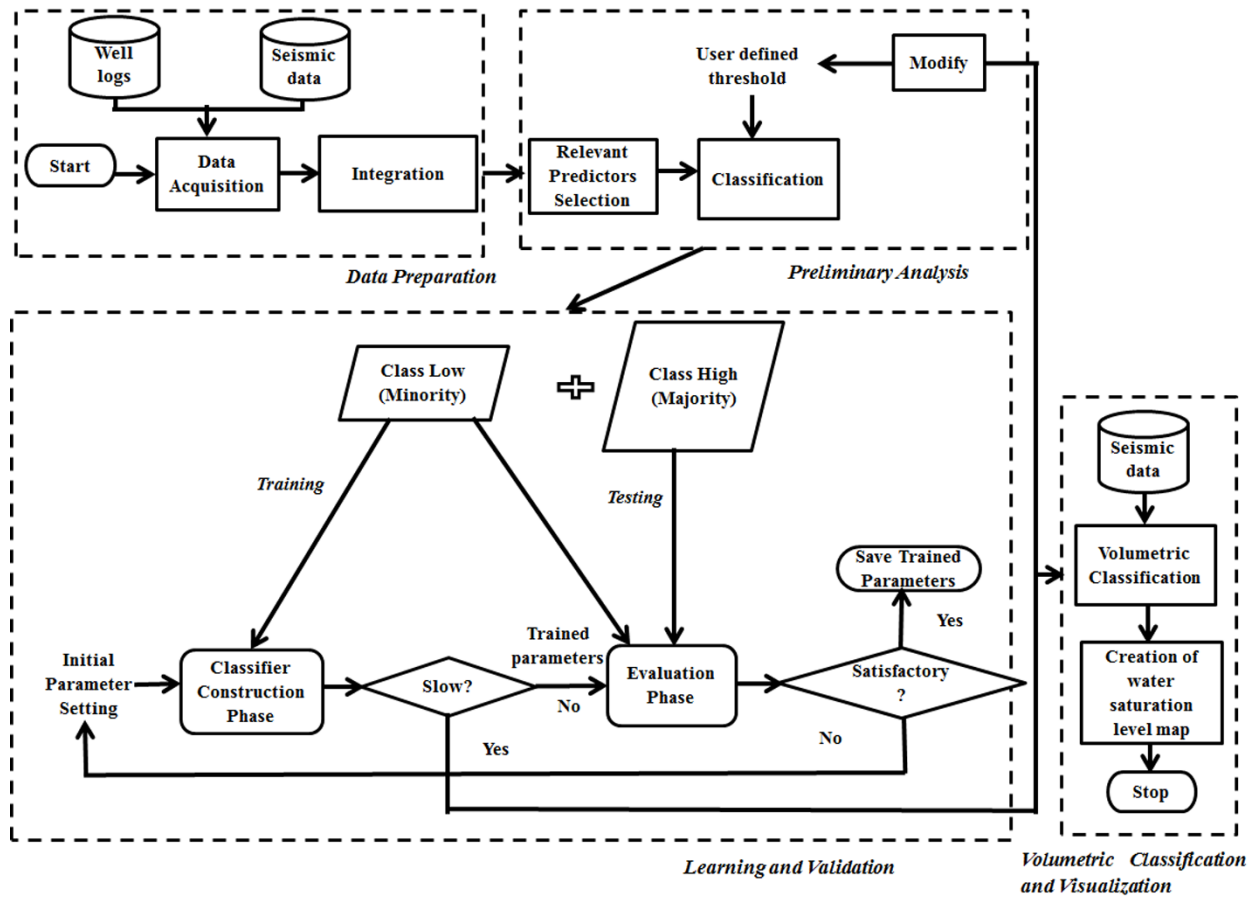 Well
logs
Seismic
data
Start
Data
Acquisition
Integration
Data Preparation
User defined
threshold
Modify
Relevant
Predictors
Selection
Classification
Preliminary Analysis
Class Low
(Minority)
Class High
(Majority)
Training
Testing
Save Trained
Parameters
Yes
Initial
Parameter
Setting
Classifier
Construction
Phase
Slow?
Trained
parameters
No
Evaluation
Phase
Satisfactory
?
Yes
No
Learning and Validation
Seismic
data
Volumetric
Classification
Creation of
water
saturation
level map
Stop
Volumetric Classification
and Visualization